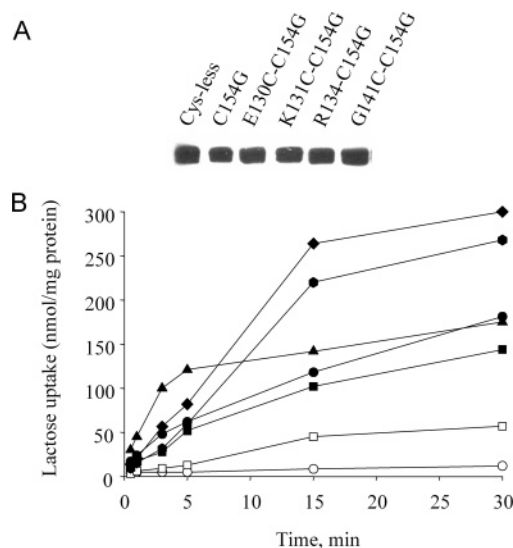 A
Cys-less
C154G
E130C-C154G
K131C-C154G
R134-C154G
G141C-C154G
B
Lactose uptake (nmol/mg protein)
300
250
200
150
100
50
0
0
5
10
15
20
25
30
Time, min